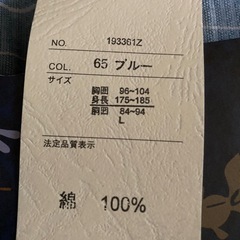 NO. 193361Z
COL. 65 ブルー
サイズ
胸囲 96~104
身長 175~185
胴囲 84~94
L
法定品質表示
綿 100%